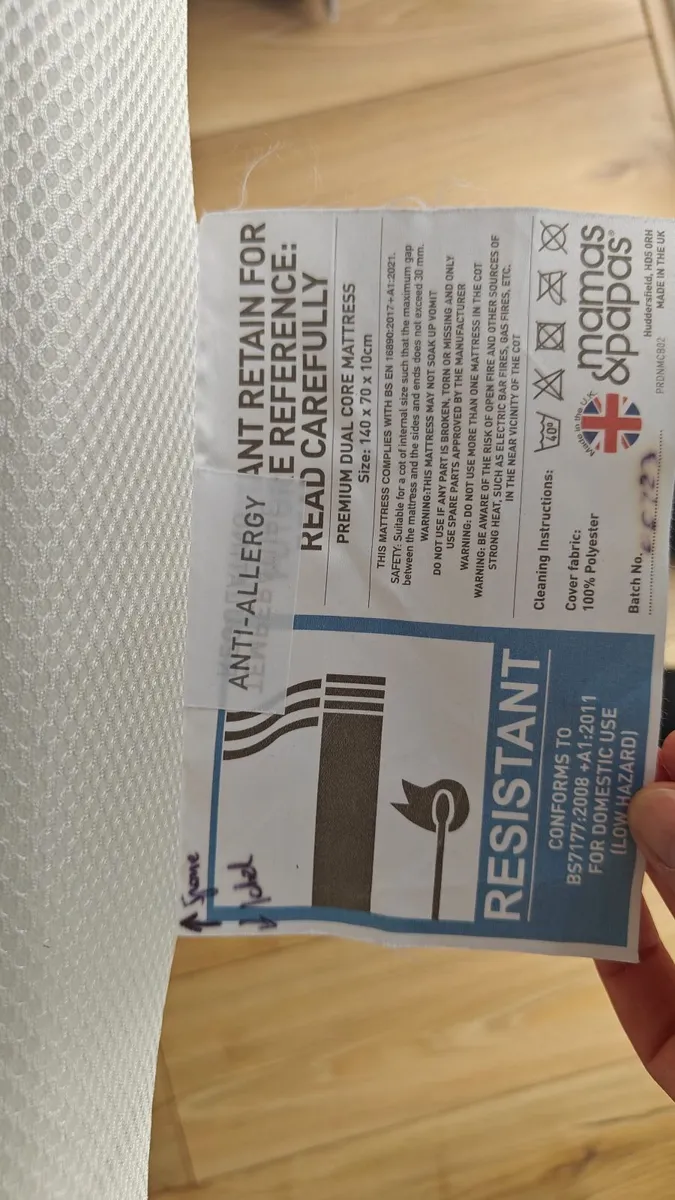 ↑ Spare
ANTI-ALLERGY
RESISTANT
CONFORMS TO
BS7177:2008 +A1:2011
FOR DOMESTIC USE
(LOW HAZARD)
ANT RETAIN FOR
E REFERENCE:
READ CAREFULLY
PREMIUM DUAL CORE MATTRESS
Size: 140 x 70 x 10cm
THIS MATTRESS COMPLIES WITH BS EN 16890:2017+A1:2021.
SAFETY: Suitable for a cot of internal size such that the maximum gap
between the mattress and the sides and ends does not exceed 30 mm.
WARNING:THIS MATTRESS MAY NOT SOAK UP VOMIT
DO NOT USE IF ANY PART IS BROKEN, TORN OR MISSING AND ONLY
USE SPARE PARTS APPROVED BY THE MANUFACTURER
WARNING: DO NOT USE MORE THAN ONE MATTRESS IN THE COT
WARNING: BE AWARE OF THE RISK OF OPEN FIRE AND OTHER SOURCES OF
STRONG HEAT, SUCH AS ELECTRIC BAR FIRES, GAS FIRES, ETC.
IN THE NEAR VICINITY OF THE COT
Cleaning Instructions:
40°
Cover fabric:
100% Polyester
Made in the U.K
mamas
&papas®
Batch No.
PRDNMCB02
Huddersfield, HD5 0RH
MADE IN THE UK